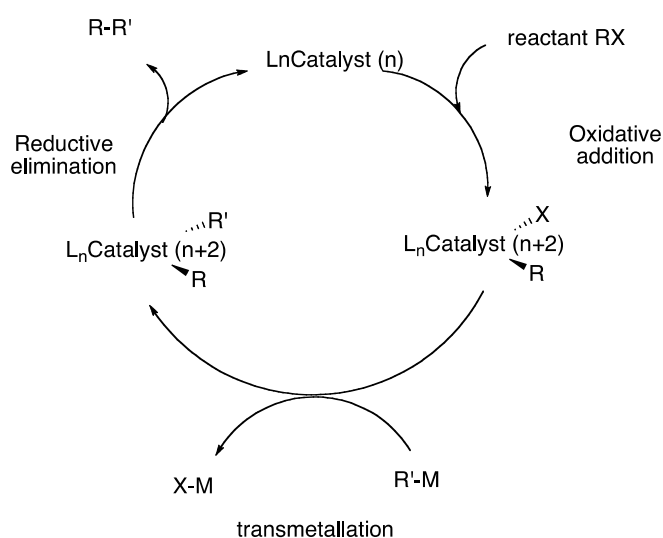 R-R'
LnCatalyst (n)
reactant RX
Reductive
elimination
Oxidative
addition
R'
LnCatalyst (n+2)
R
X
LnCatalyst (n+2)
R
X-M
R'-M
transmetallation